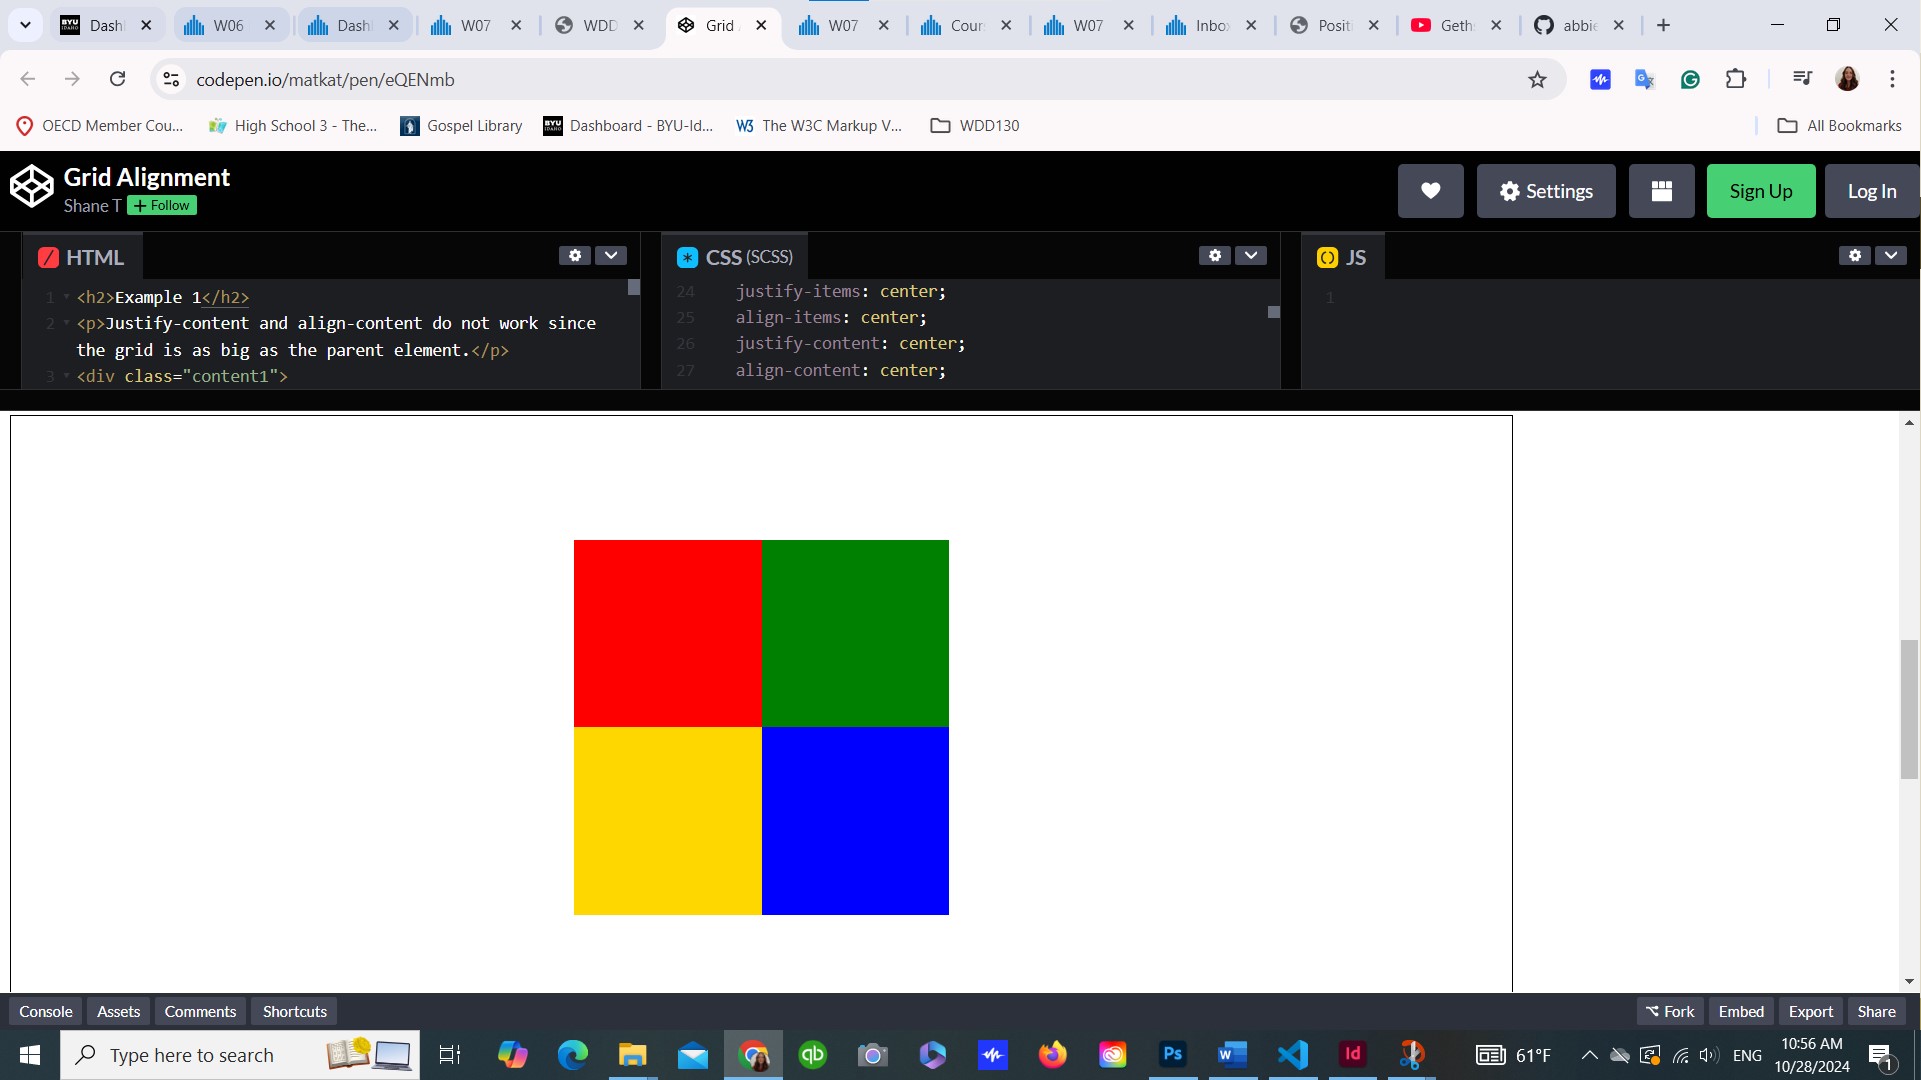 Dash
W06
Dashl
W07
WDD
Grid
W07
Cour
W07
Inbo
Posit
Geth
abbie
codepen.io/matkat/pen/eQENmb
OECD Member Cou...
High School 3 - The...
Gospel Library
Dashboard - BYU-Id...
The W3C Markup V...
WDD130
All Bookmarks
Grid Alignment
Shane T
+ Follow
Settings
Sign Up
Log In
HTML
CSS (SCSS)
JS
1 <h2>Example 1</h2>
2 <p>Justify-content and align-content do not work since
the grid is as big as the parent element.</p>
3 <div class="content1">
24 justify-items: center;
25 align-items: center;
26 justify-content: center;
27 align-content: center;
1
Console
Assets
Comments
Shortcuts
Fork
Embed
Export
Share
Type here to search
qb
Ps
Id
61°F
ENG
10:56 AM
10/28/2024
1